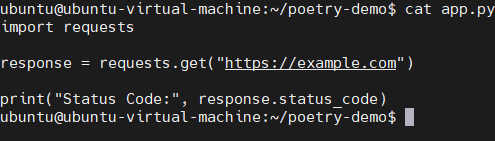 ubuntu@ubuntu-virtual-machine:~/poetry-demo$ cat app.py
import requests
response = requests.get("https://example.com")
print("Status Code:", response.status_code)
ubuntu@ubuntu-virtual-machine:~/poetry-demo$